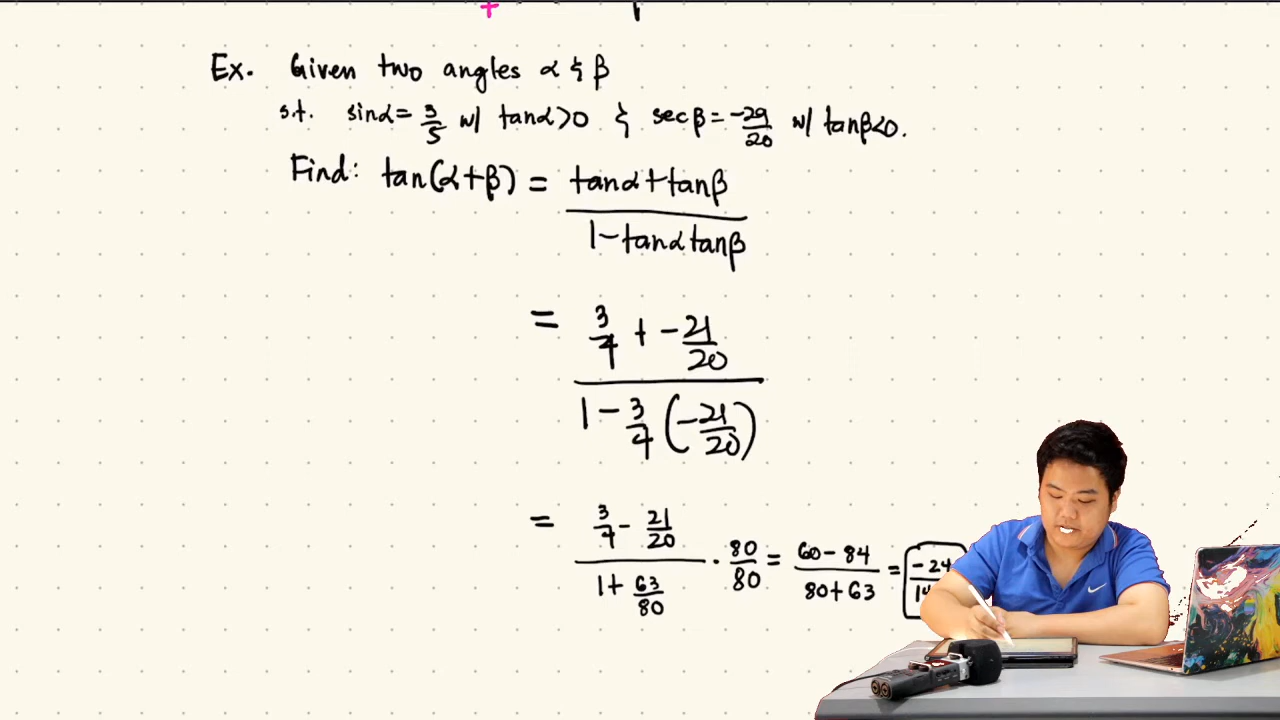 Ex. Given two angles α & β
s.t. sinα = 3/5 w/ tanα>0 & secβ = -29/20 w/ tanβ<0.
Find: tan(α+β) = (tanα+tanβ)/(1-tanαtanβ)
= (3/4 + -21/20)/(1 - 3/4 (-21/20))
= (3/4 - 21/20)/(1 + 63/80) · 80/80 = (60-84)/(80+63) = -24